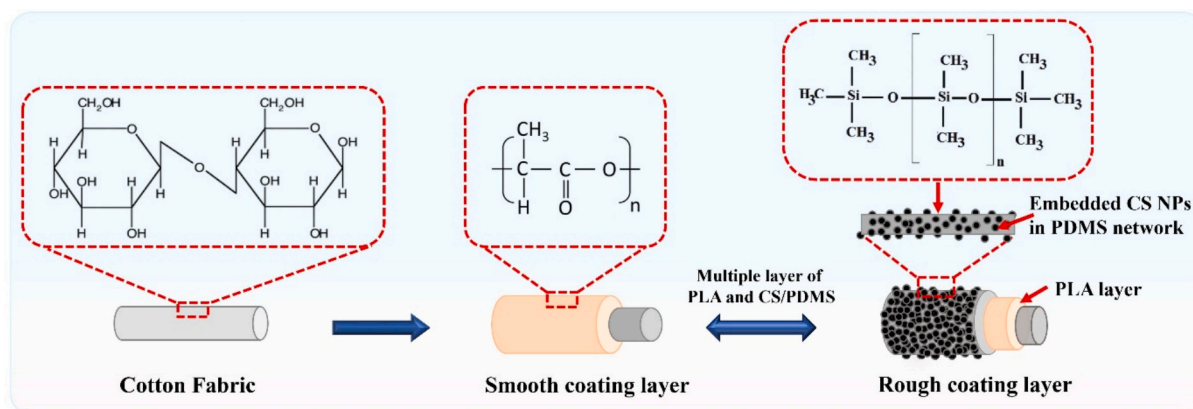 CH₂OH
O
H
H
OH
H
OH
H
H
OH
O
CH₂OH
O
OH
H
H
OH
H
H
H
OH
CH₃
C
C
O
H
O
n
CH₃ CH₃ CH₃
H₃C Si O Si O Si CH₃
CH₃ CH₃ CH₃
n
Embedded CS NPs
in PDMS network
Multiple layer of
PLA and CS/PDMS
PLA layer
Cotton Fabric
Smooth coating layer
Rough coating layer